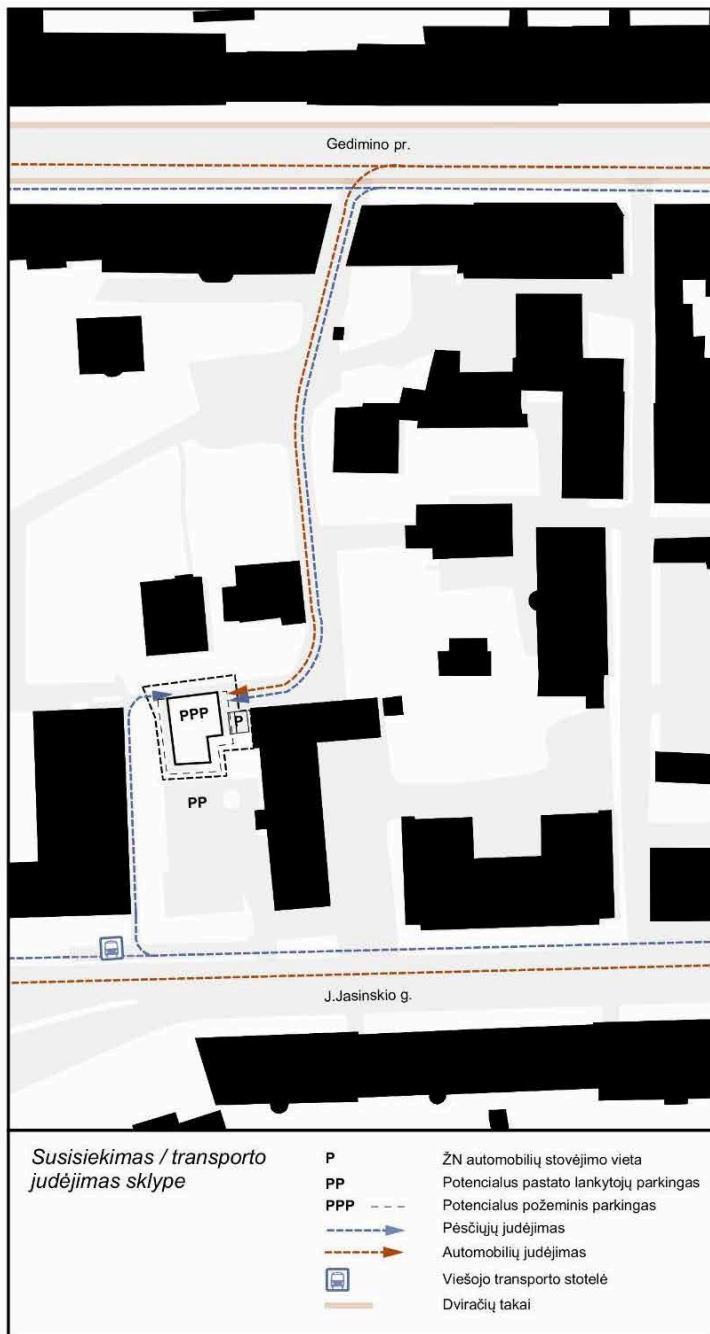 Gedimino pr.
PPP
P
PP
J.Jasinskio g.
Susisiekimas / transporto
judėjimas sklype
P ŽN automobilių stovėjimo vieta
PP Potencialus pastato lankytojų parkingas
PPP Potencialus požeminis parkingas
Pėsčiųjų judėjimas
Automobilių judėjimas
Viešojo transporto stotelė
Dviračių takai